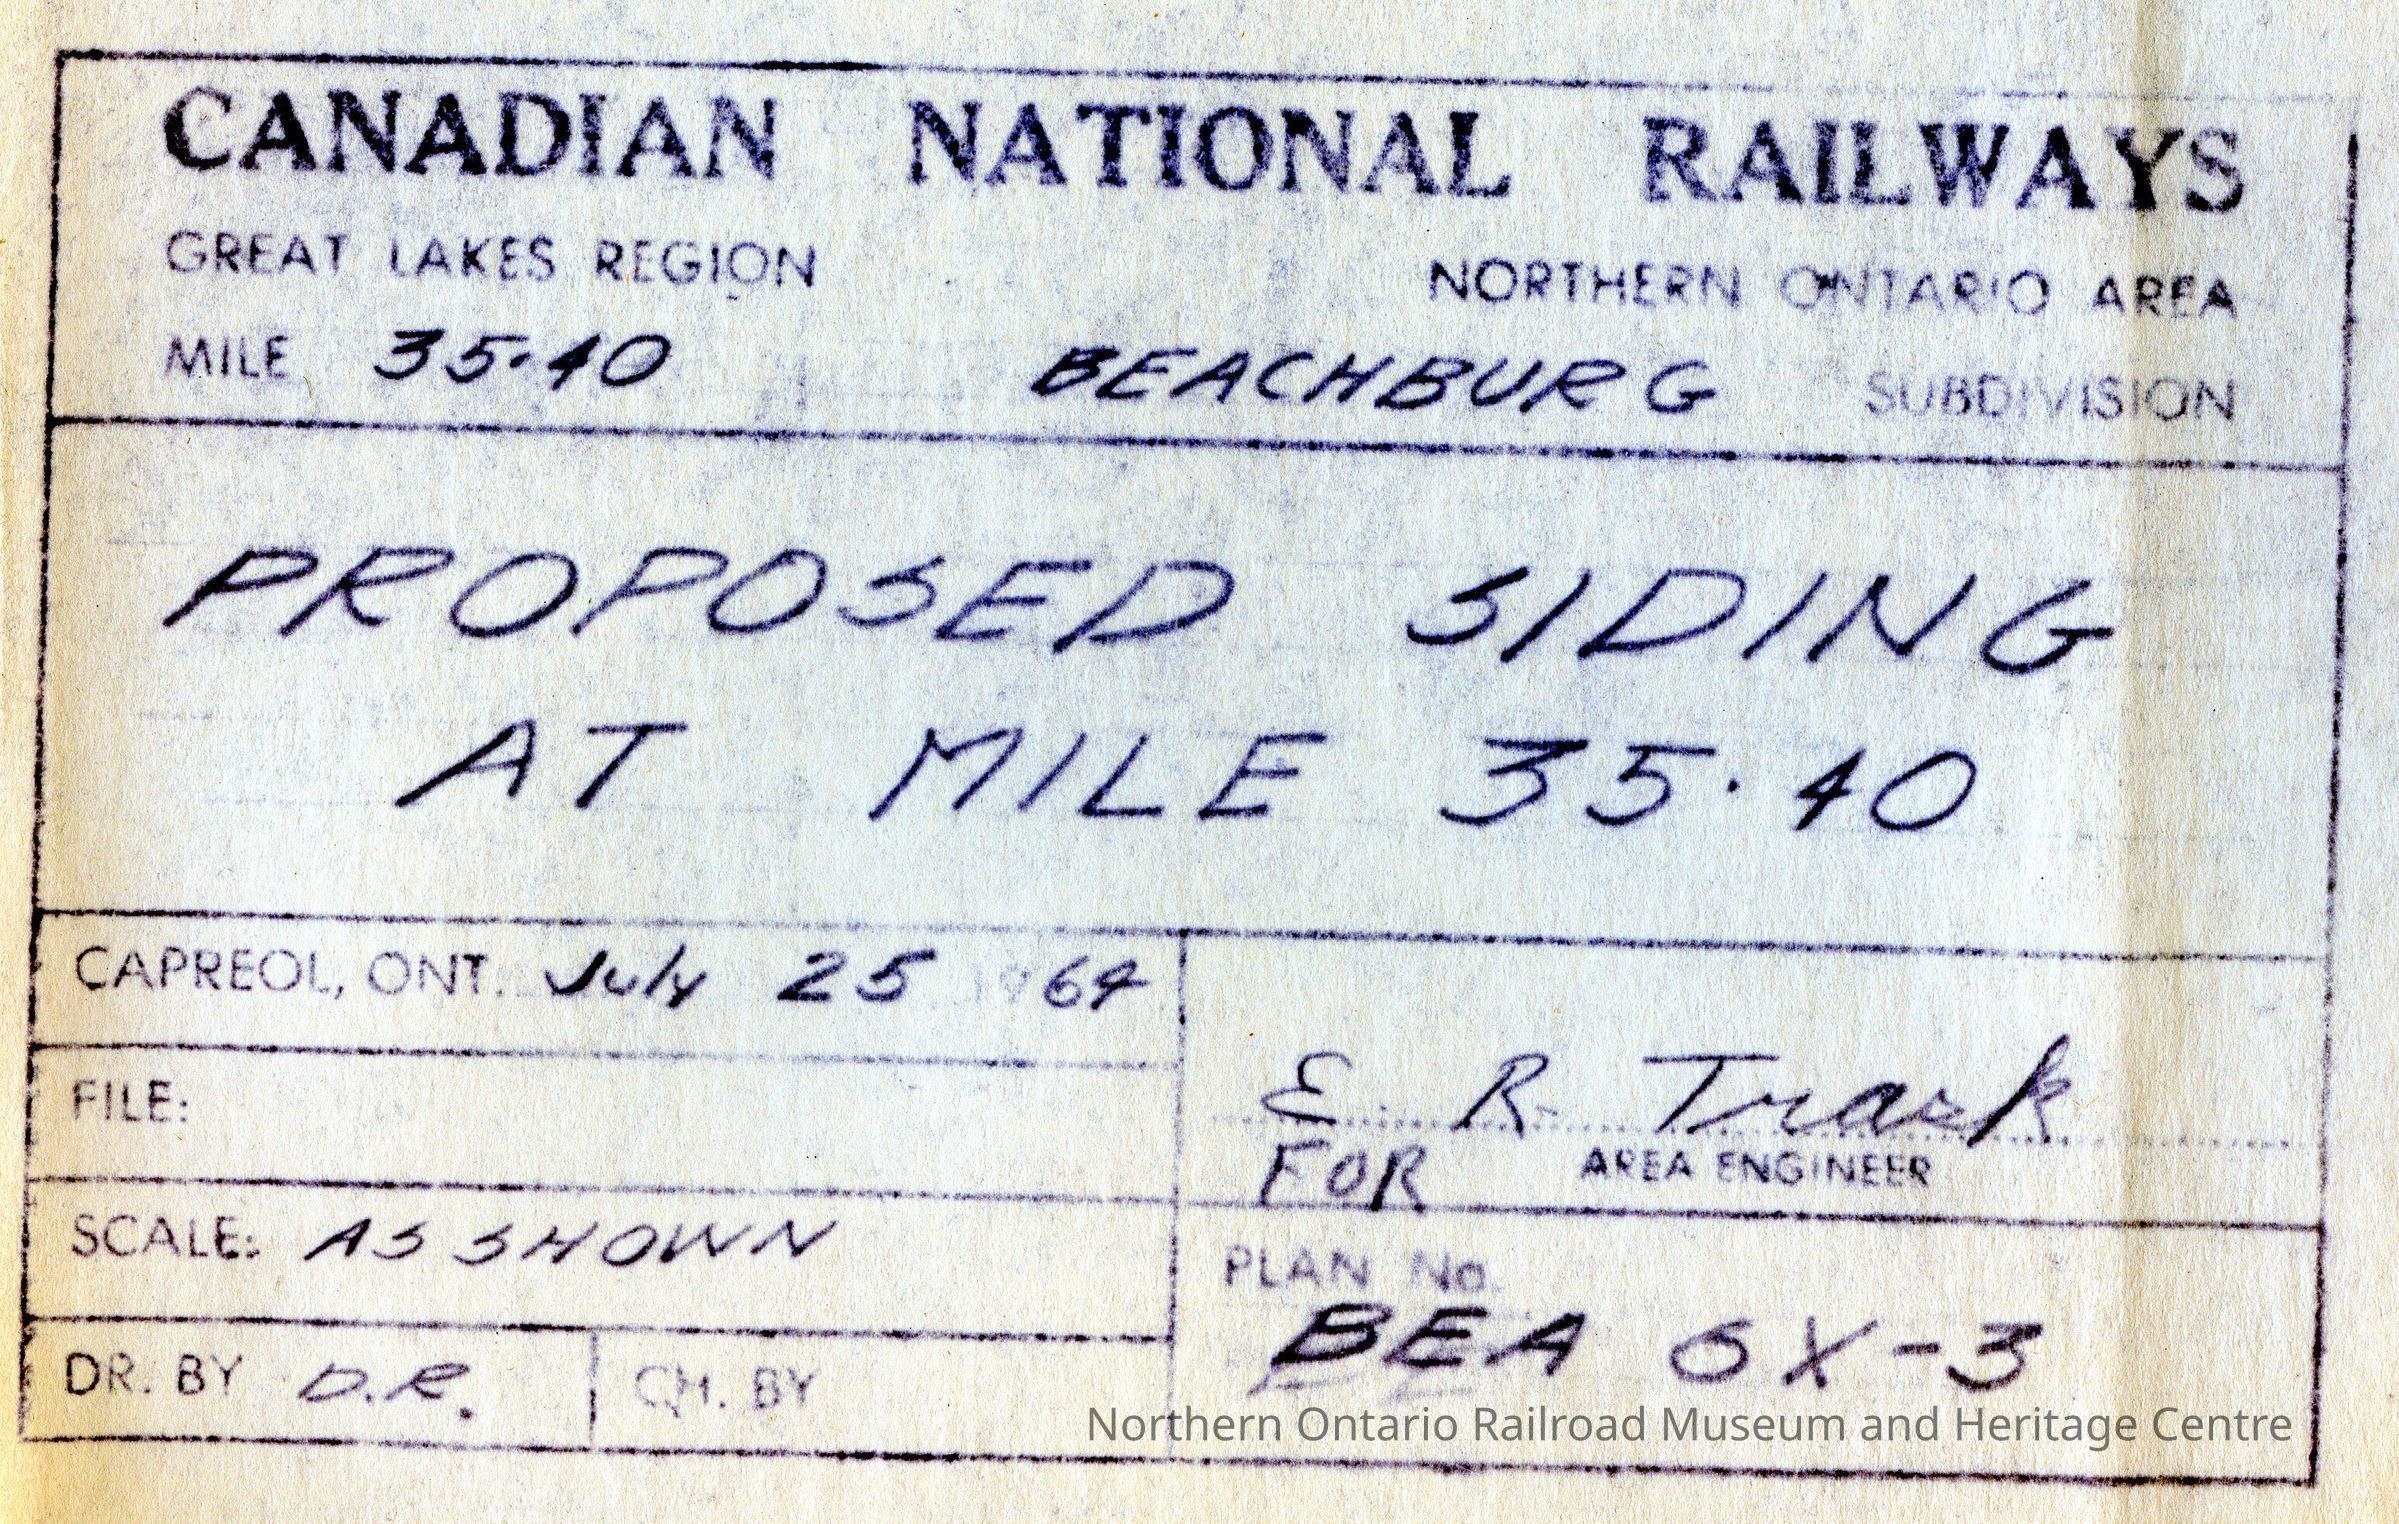 CANADIAN NATIONAL RAILWAYS
GREAT LAKES REGION NORTHERN ONTARIO AREA
MILE 35.40 BEACHBURG SUBDIVISION
PROPOSED SIDING
AT MILE 35.40
CAPREOL, ONT. July 25 1964
FILE:
E. R. Trask
FOR AREA ENGINEER
SCALE: AS SHOWN
PLAN No.
BEA 6X-3
DR. BY D.R. CH. BY
Northern Ontario Railroad Museum and Heritage Centre